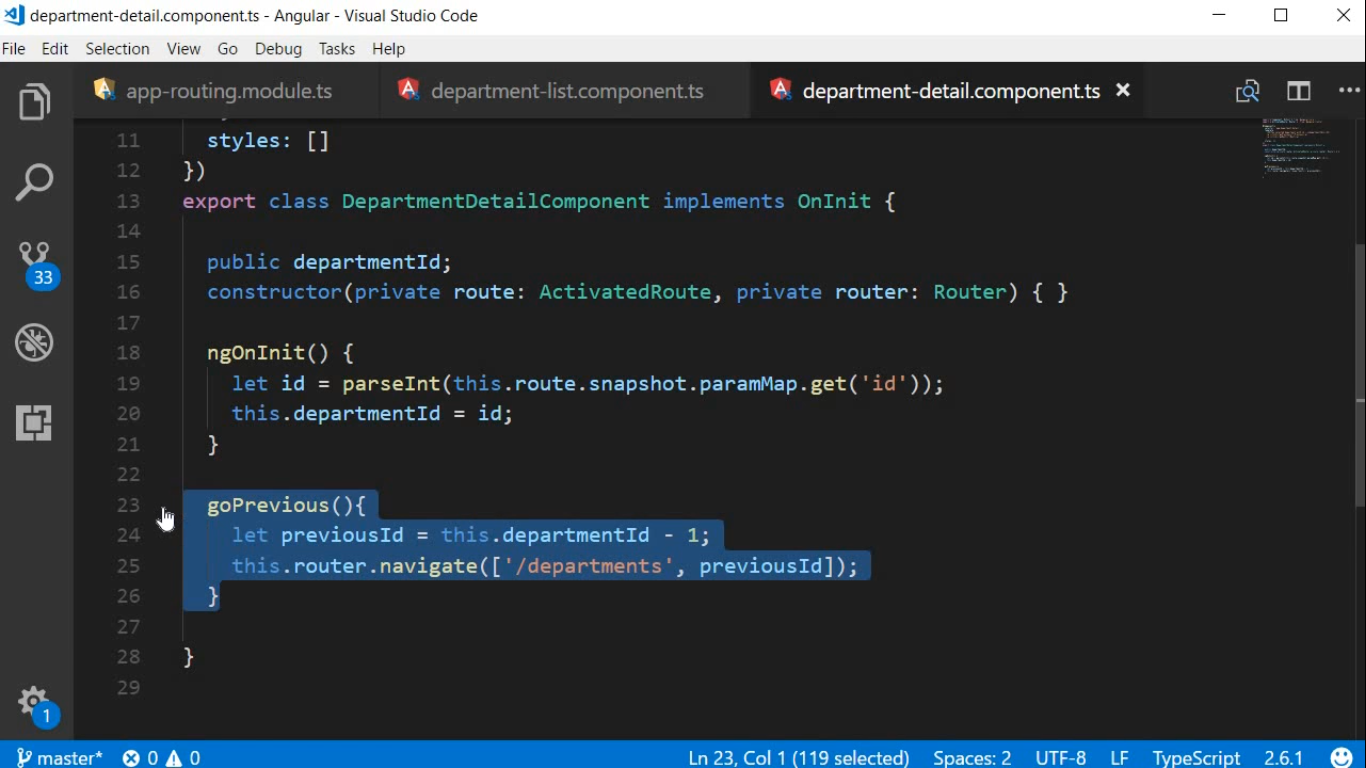 department-detail.component.ts - Angular - Visual Studio Code
File Edit Selection View Go Debug Tasks Help
app-routing.module.ts department-list.component.ts department-detail.component.ts
11 styles: []
12 })
13 export class DepartmentDetailComponent implements OnInit {
14
15 public departmentId;
16 constructor(private route: ActivatedRoute, private router: Router) { }
17
18 ngOnInit() {
19 let id = parseInt(this.route.snapshot.paramMap.get('id'));
20 this.departmentId = id;
21 }
22
23 goPrevious(){
24 let previousId = this.departmentId - 1;
25 this.router.navigate(['/departments', previousId]);
26 }
27
28 }
29
33
1
master* 0 0 Ln 23, Col 1 (119 selected) Spaces: 2 UTF-8 LF TypeScript 2.6.1